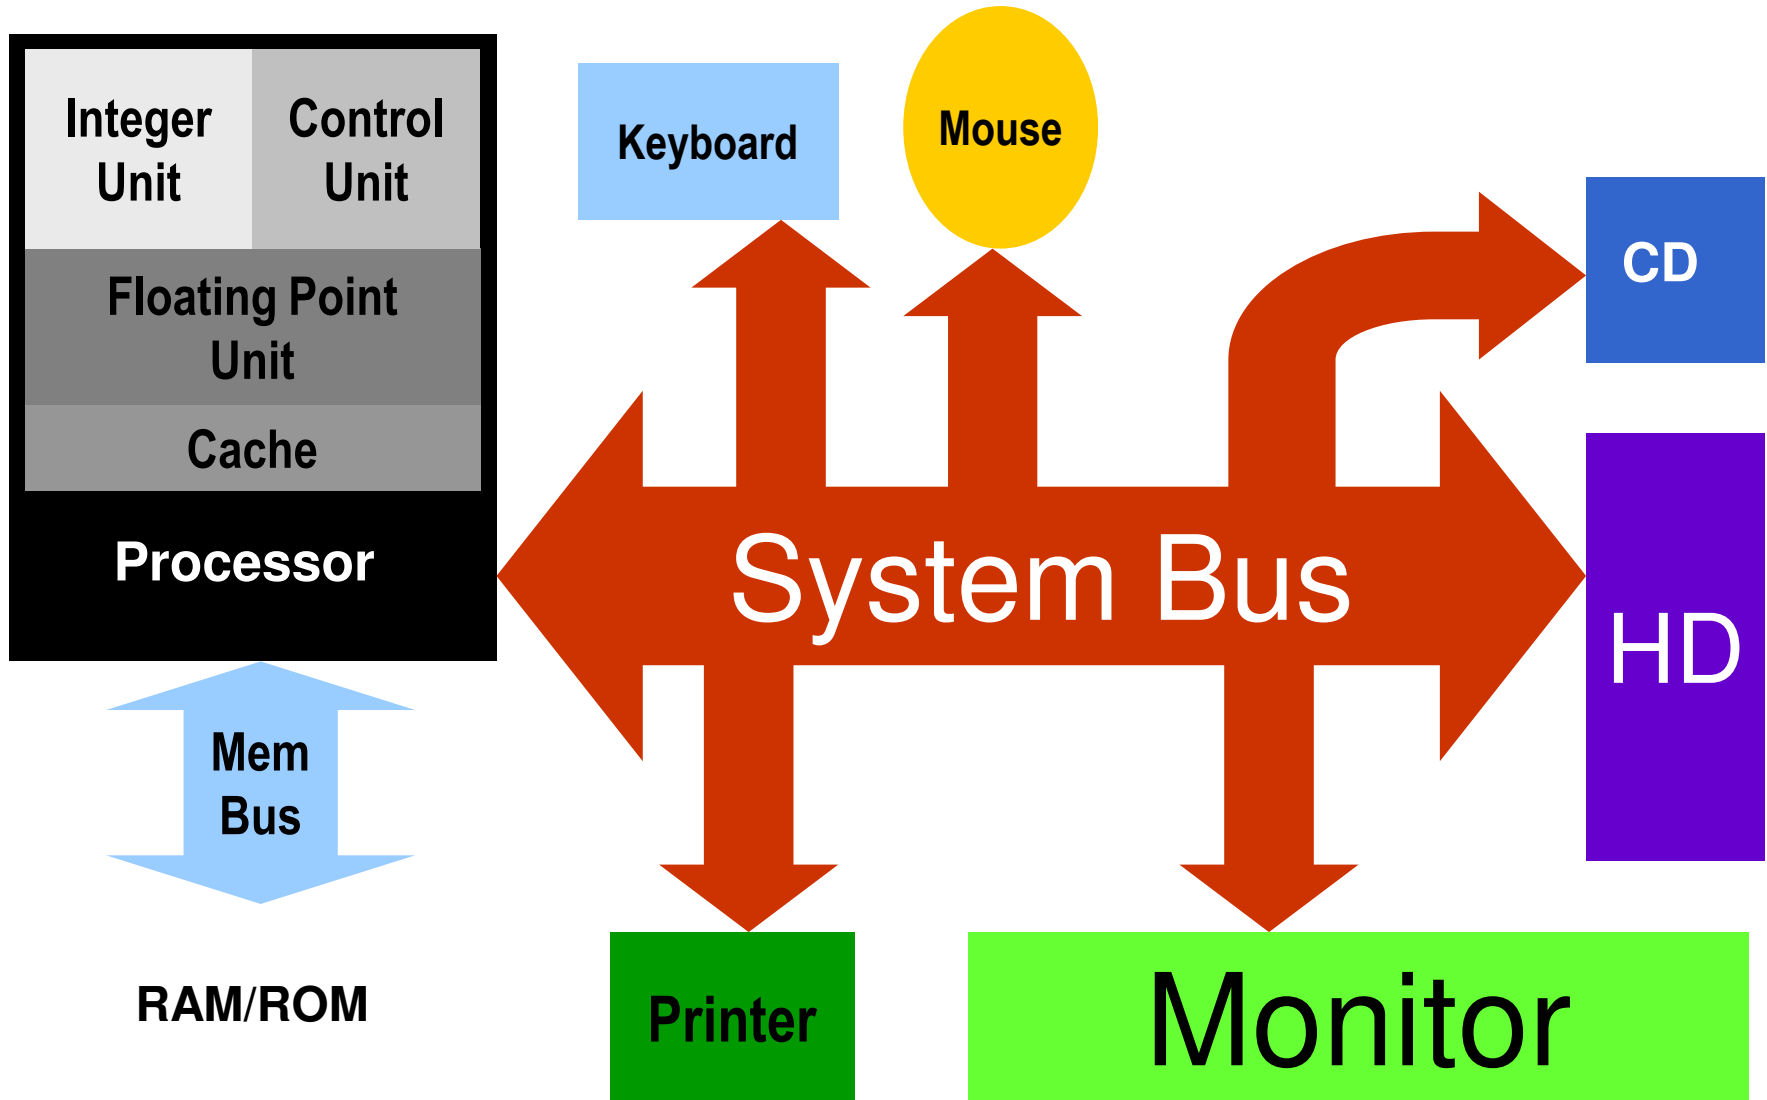 Integer
Unit
Control
Unit
Floating Point
Unit
Cache
Processor
Mem
Bus
RAM/ROM
Keyboard
Mouse
CD
System Bus
HD
Printer
Monitor